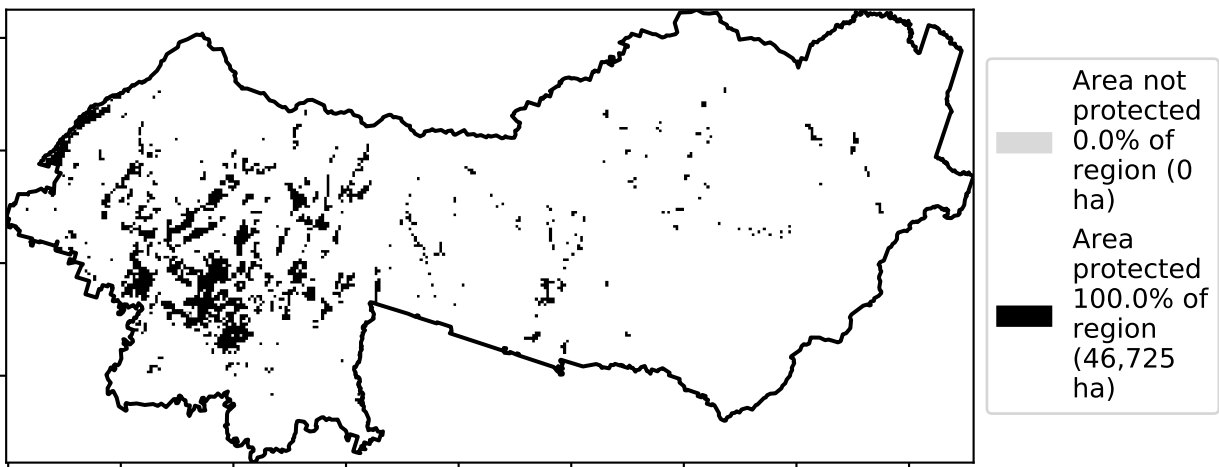 Area not
protected
0.0% of
region (0
ha)
Area
protected
100.0% of
region
(46,725
ha)